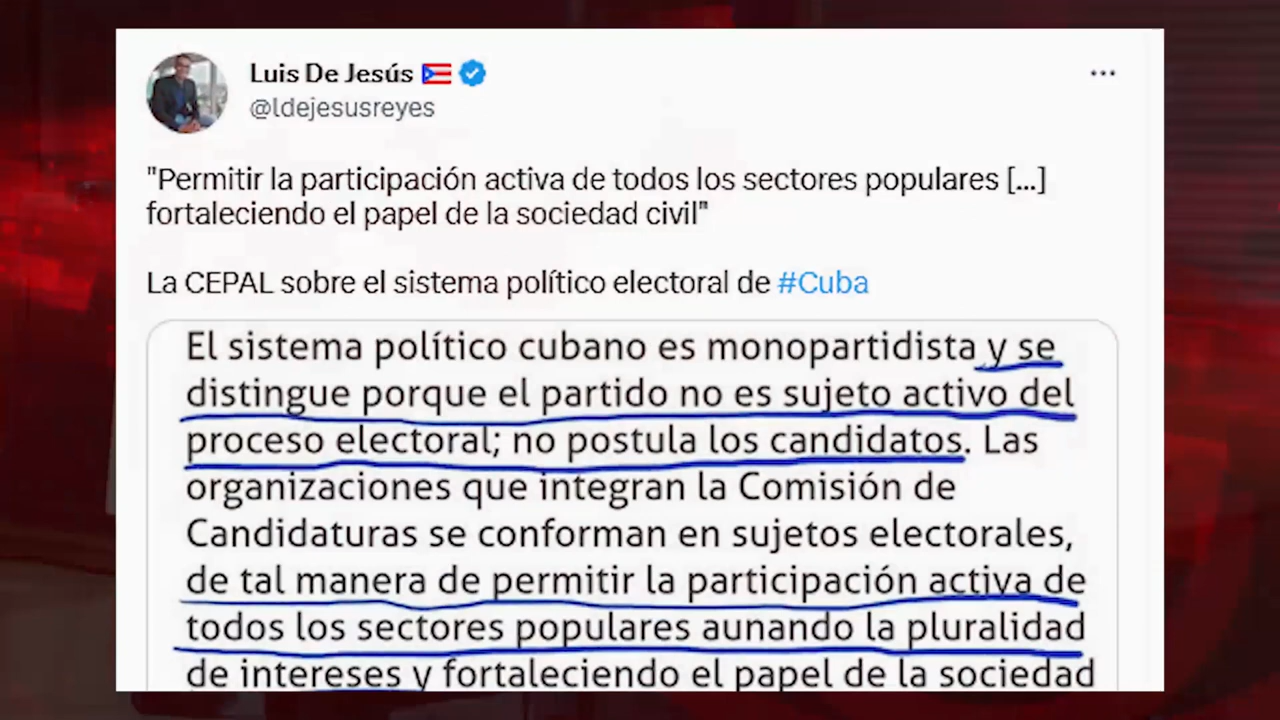 Luis De Jesús
@ldejesusreyes
"Permitir la participación activa de todos los sectores populares [...]
fortaleciendo el papel de la sociedad civil"
La CEPAL sobre el sistema político electoral de #Cuba
El sistema político cubano es monopartidista y se
distingue porque el partido no es sujeto activo del
proceso electoral; no postula los candidatos. Las
organizaciones que integran la Comisión de
Candidaturas se conforman en sujetos electorales,
de tal manera de permitir la participación activa de
todos los sectores populares aunando la pluralidad
de intereses y fortaleciendo el papel de la sociedad